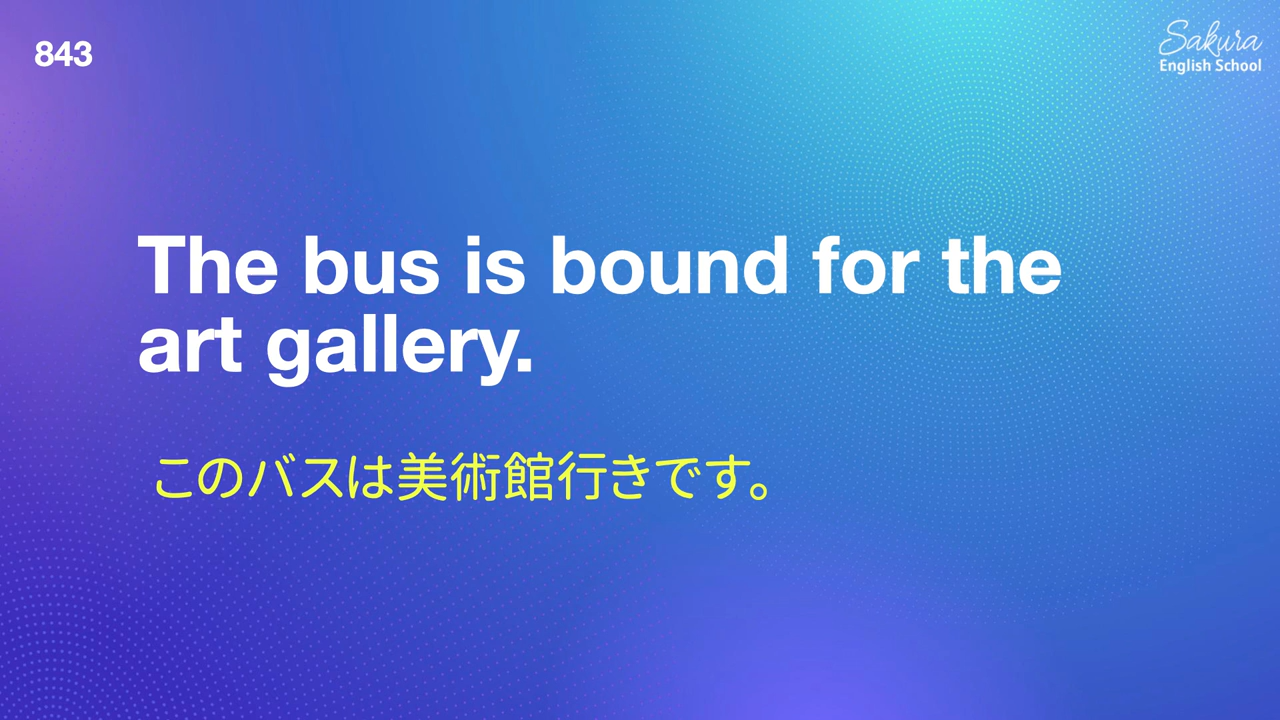 843
Sakura
English School
The bus is bound for the
art gallery.
このバスは美術館行きです。